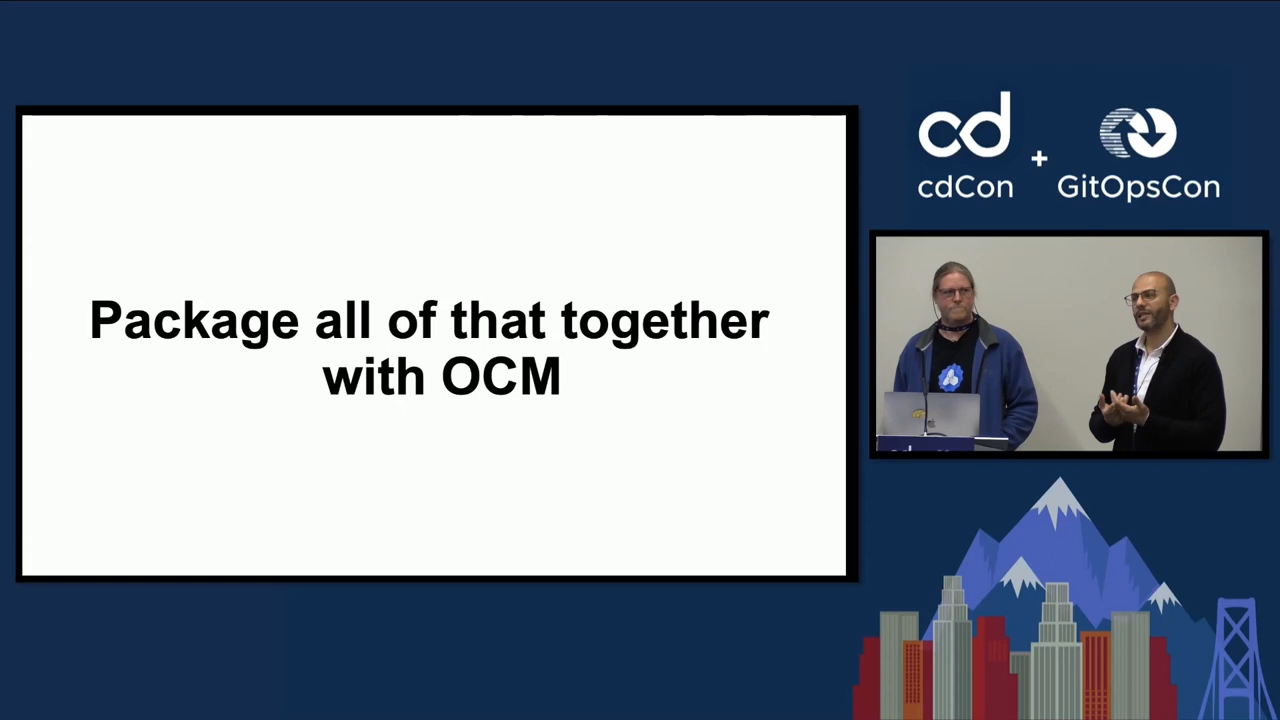 Package all of that together
with OCM
cd
+
cdCon
GitOpsCon